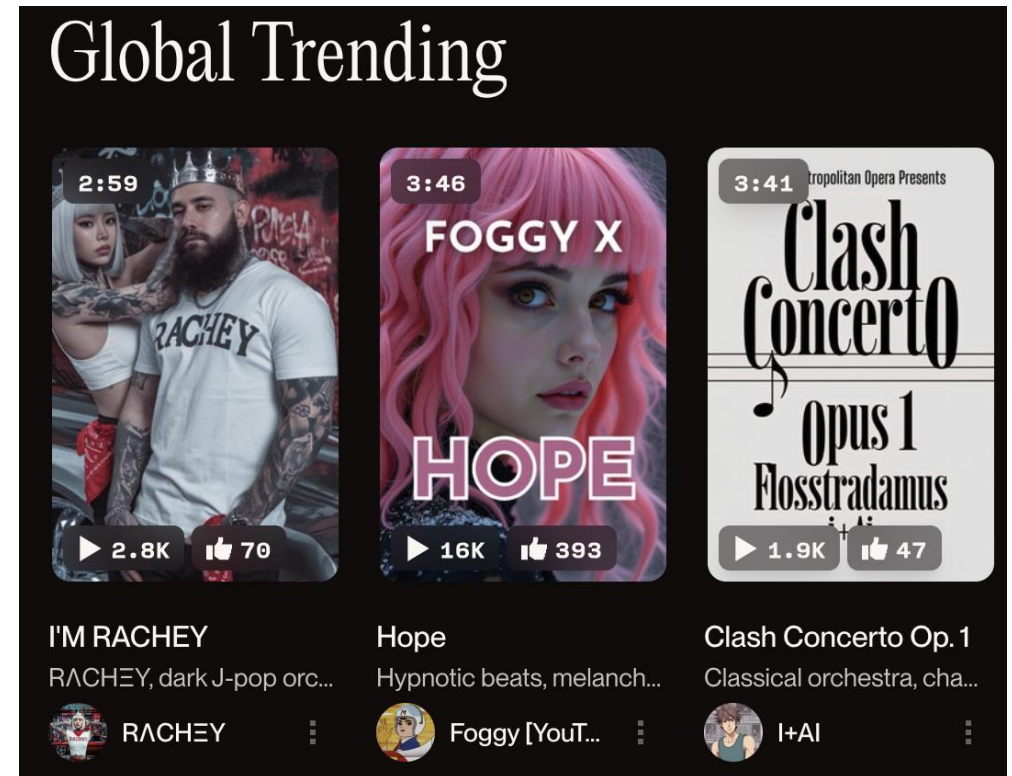 Global Trending
2:59
RACHEY
2.8K
70
I'M RACHEY
RΛCHΞY, dark J-pop orc...
RΛCHΞY
3:46
FOGGY X
HOPE
16K
393
Hope
Hypnotic beats, melanch...
Foggy [YouT...
3:41
tropolitan Opera Presents
Clash
Concerto
Opus 1
Flosstradamus
i+Ai
1.9K
47
Clash Concerto Op. 1
Classical orchestra, cha...
I+AI